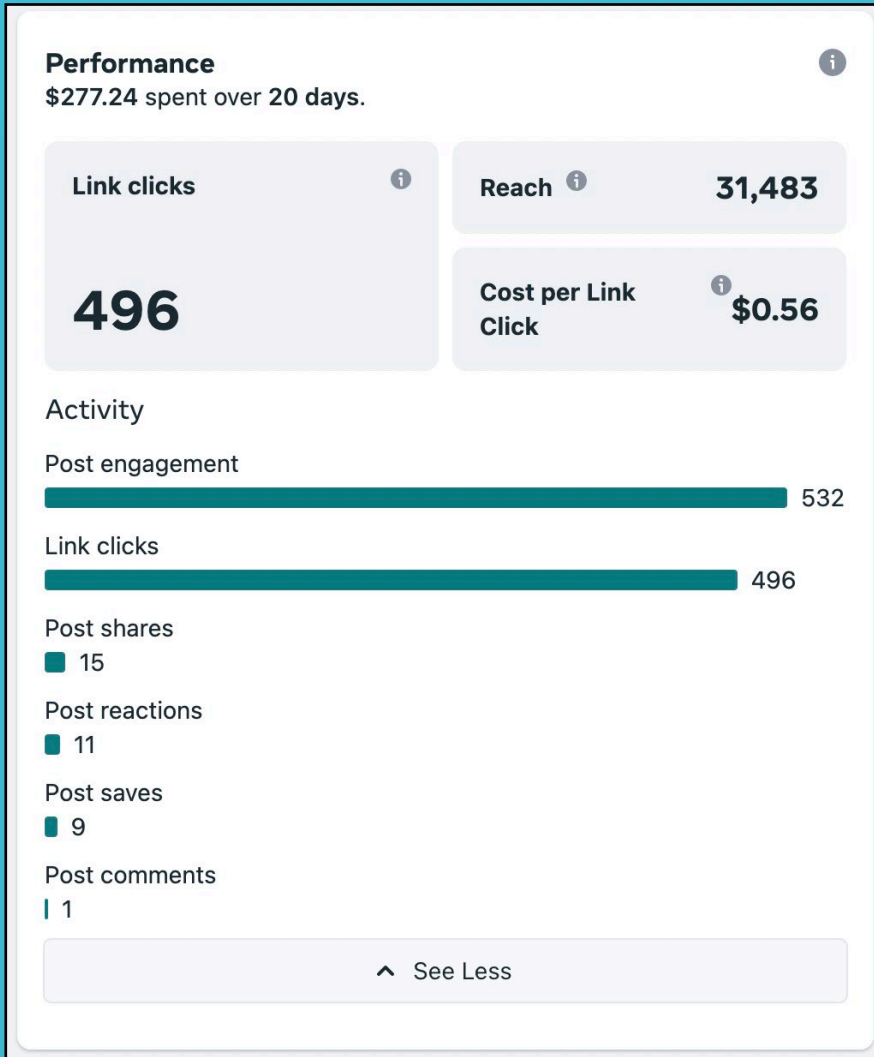 Performance
$277.24 spent over 20 days.
Link clicks
496
Reach
31,483
Cost per Link
Click
$0.56
Activity
Post engagement
532
Link clicks
496
Post shares
15
Post reactions
11
Post saves
9
Post comments
1
See Less